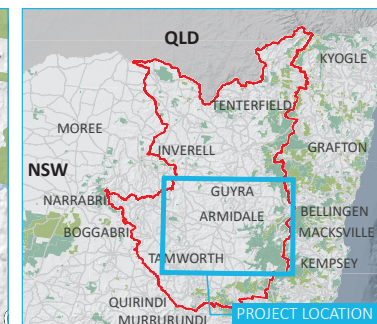 QLD
KYOGLE
TENTERFIELD
MOREE
GRAFTON
INVERELL
NSW
GUYRA
NARRABRI
ARMIDALE
BELLINGEN
BOGGABRI
MACKSVILLE
TAMWORTH
KEMPSEY
QUIRINDI
PROJECT LOCATION
MURRURUNDI